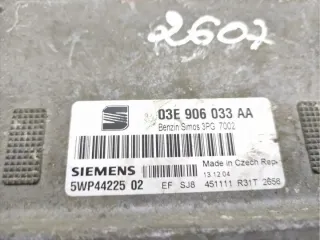 2607
03E 906 033 AA
Benzin Simos 3PG 7002
SIEMENS
Made in Czech Rep.
13.12.04
5WP44225 02
EF SJ8 451111 R31T 2656